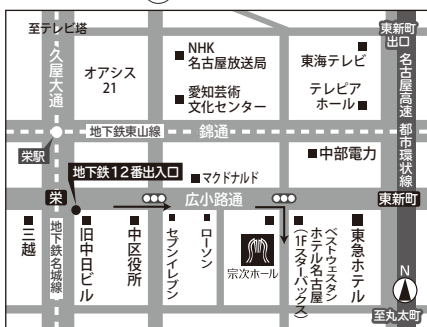 至テレビ塔
東新町
出口
久屋大通
オアシス
21
NHK
名古屋放送局
愛知芸術
文化センター
東海テレビ
テレピア
ホール
名古屋高速
都市環状線
地下鉄東山線
錦通
栄駅
中部電力
地下鉄12番出入口
マクドナルド
栄
広小路通
東新町
三越
地下鉄名城線
旧中日ビル
中区役所
セブンイレブン
ローソン
宗次ホール
ベストウェスタン
ホテル名古屋
(1Fスターバックス)
東急ホテル
N
至丸太町